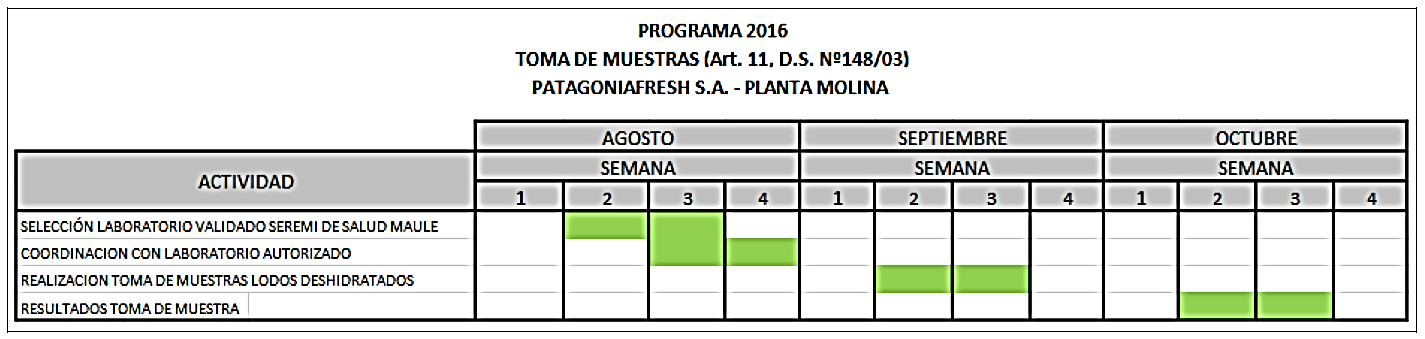 PROGRAMA 2016
TOMA DE MUESTRAS (Art. 11, D.S. Nº148/03)
PATAGONIAFRESH S.A. - PLANTA MOLINA
AGOSTO SEPTIEMBRE OCTUBRE
ACTIVIDAD SEMANA SEMANA SEMANA
1 2 3 4 1 2 3 4 1 2 3 4
SELECCIÓN LABORATORIO VALIDADO SEREMI DE SALUD MAULE
COORDINACION CON LABORATORIO AUTORIZADO
REALIZACION TOMA DE MUESTRAS LODOS DESHIDRATADOS
RESULTADOS TOMA DE MUESTRA